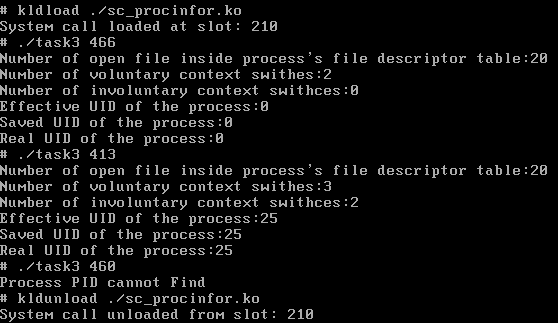 # kldload ./sc_procinfor.ko
System call loaded at slot: 210
# ./task3 466
Number of open file inside process's file descriptor table:20
Number of voluntary context swithes:2
Number of involuntary context swithces:0
Effective UID of the process:0
Saved UID of the process:0
Real UID of the process:0
# ./task3 413
Number of open file inside process's file descriptor table:20
Number of voluntary context swithes:3
Number of involuntary context swithces:2
Effective UID of the process:25
Saved UID of the process:25
Real UID of the process:25
# ./task3 460
Process PID cannot Find
# kldunload ./sc_procinfor.ko
System call unloaded from slot: 210